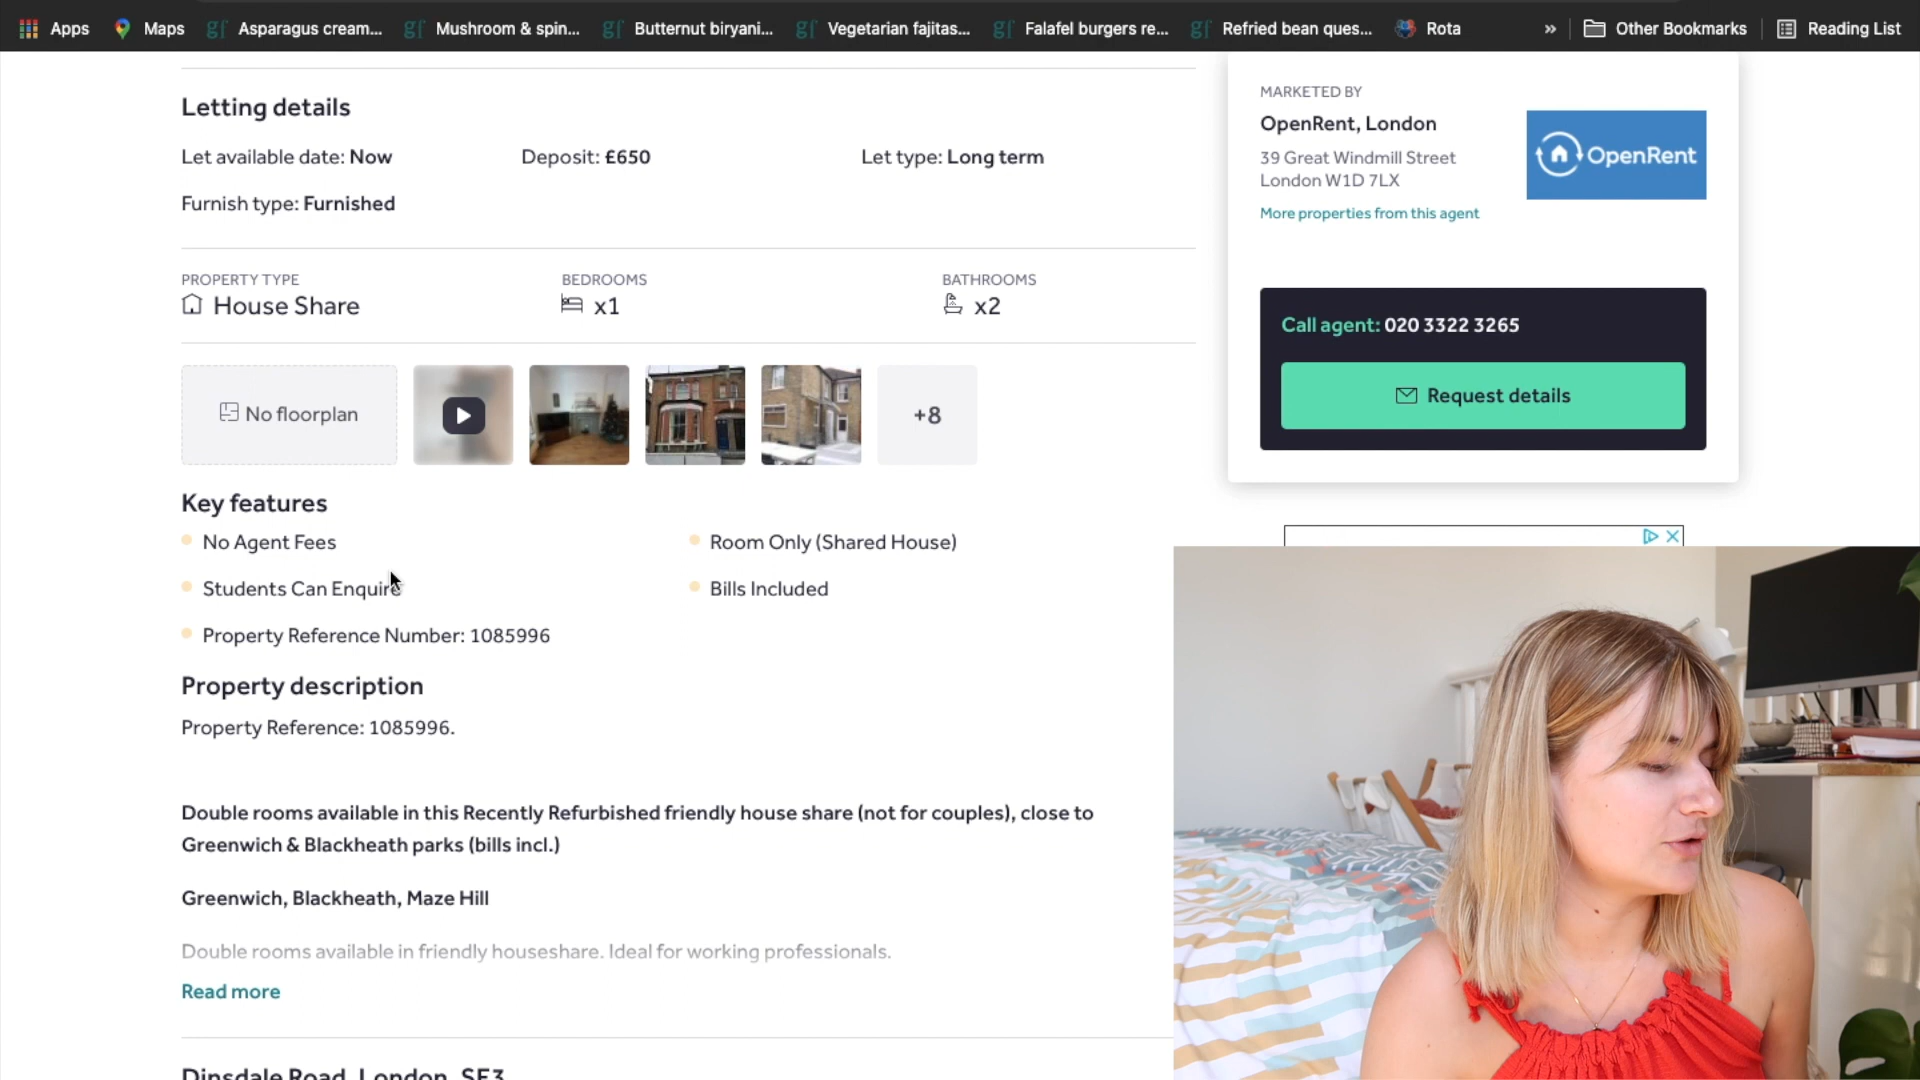 Apps
Maps
gf Asparagus cream...
gf Mushroom & spin...
gf Butternut biryani...
gf Vegetarian fajitas...
gf Falafel burgers re...
gf Refried bean ques...
Rota
»
Other Bookmarks
Reading List
Letting details
Let available date: Now
Deposit: £650
Let type: Long term
Furnish type: Furnished
PROPERTY TYPE
House Share
BEDROOMS
x1
BATHROOMS
x2
No floorplan
+8
Key features
No Agent Fees
Room Only (Shared House)
Students Can Enquire
Bills Included
Property Reference Number: 1085996
Property description
Property Reference: 1085996.
Double rooms available in this Recently Refurbished friendly house share (not for couples), close to
Greenwich & Blackheath parks (bills incl.)
Greenwich, Blackheath, Maze Hill
Double rooms available in friendly houseshare. Ideal for working professionals.
Read more
Dinsdale Road, London, SE3
MARKETED BY
OpenRent, London
39 Great Windmill Street
London W1D 7LX
More properties from this agent
OpenRent
Call agent: 020 3322 3265
Request details